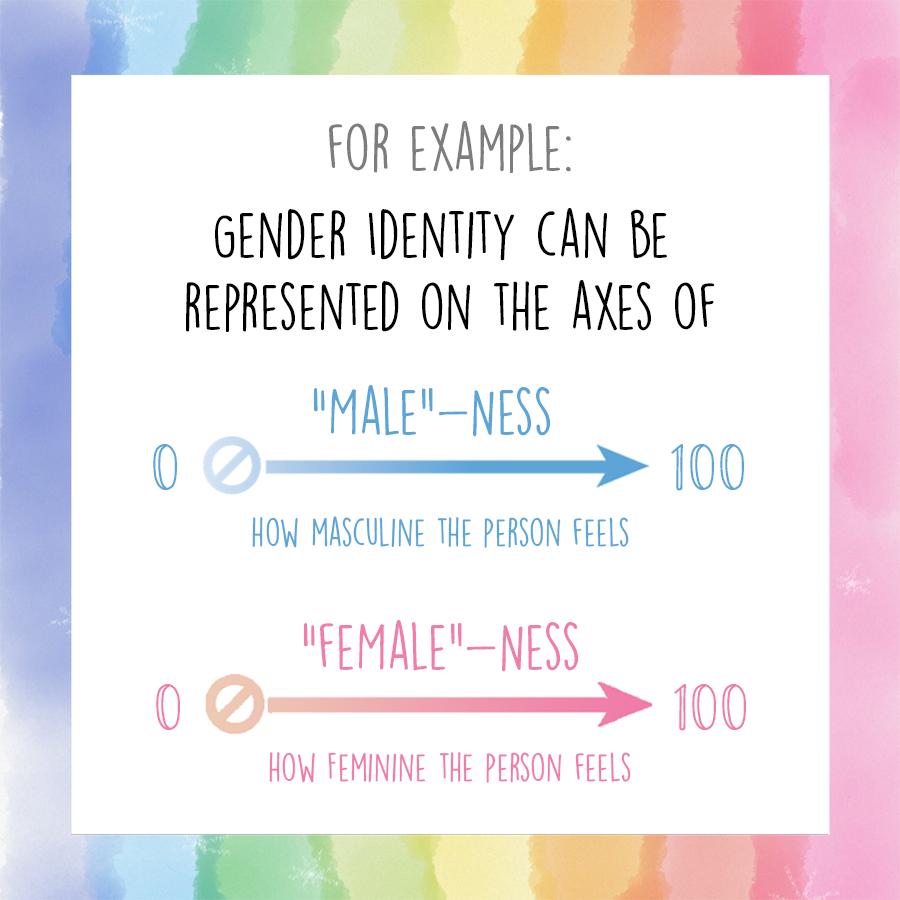 FOR EXAMPLE:
GENDER IDENTITY CAN BE
REPRESENTED ON THE AXES OF
"MALE"-NESS
0 100
HOW MASCULINE THE PERSON FEELS
"FEMALE"-NESS
0 100
HOW FEMININE THE PERSON FEELS